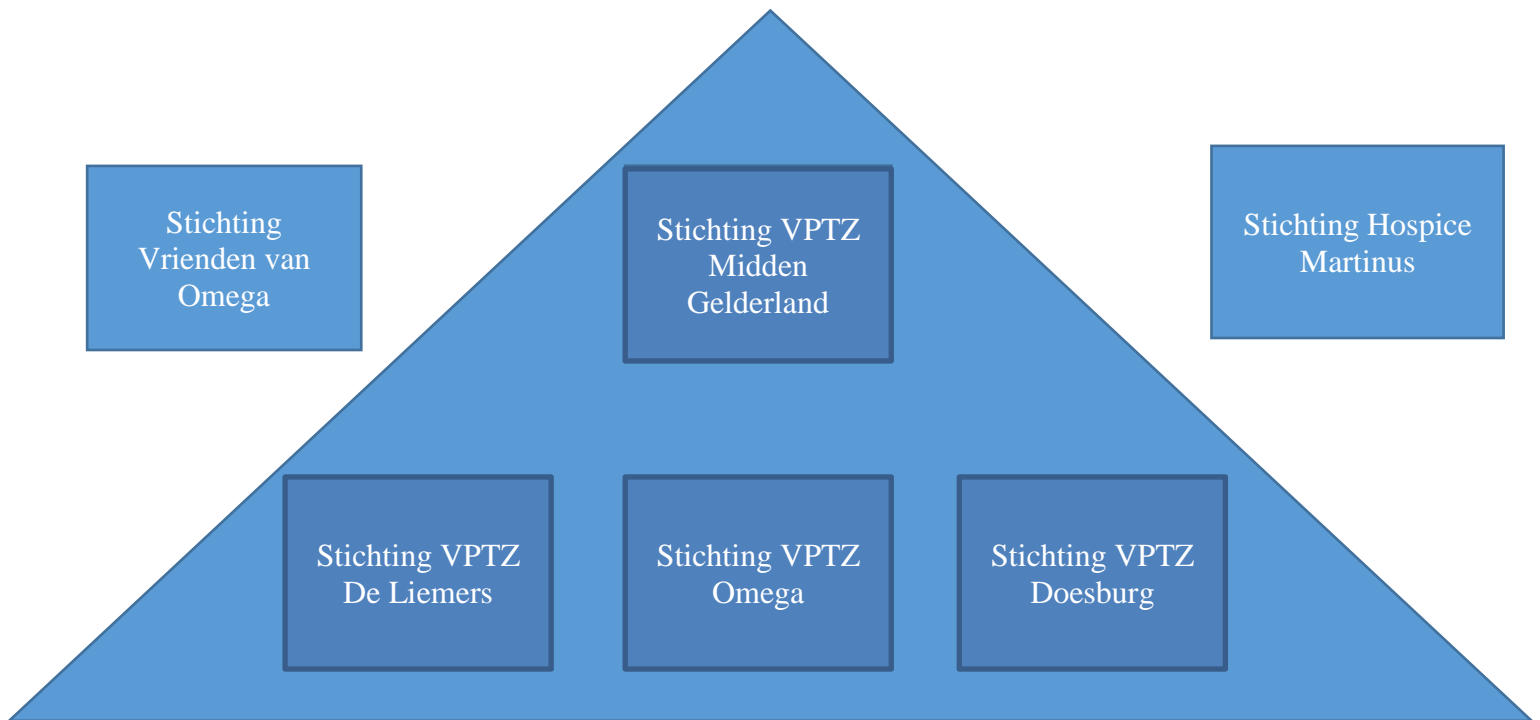 Stichting
Vrienden van
Omega
Stichting VPTZ
Midden
Gelderland
Stichting Hospice
Martinus
Stichting VPTZ
De Liemers
Stichting VPTZ
Omega
Stichting VPTZ
Doesburg